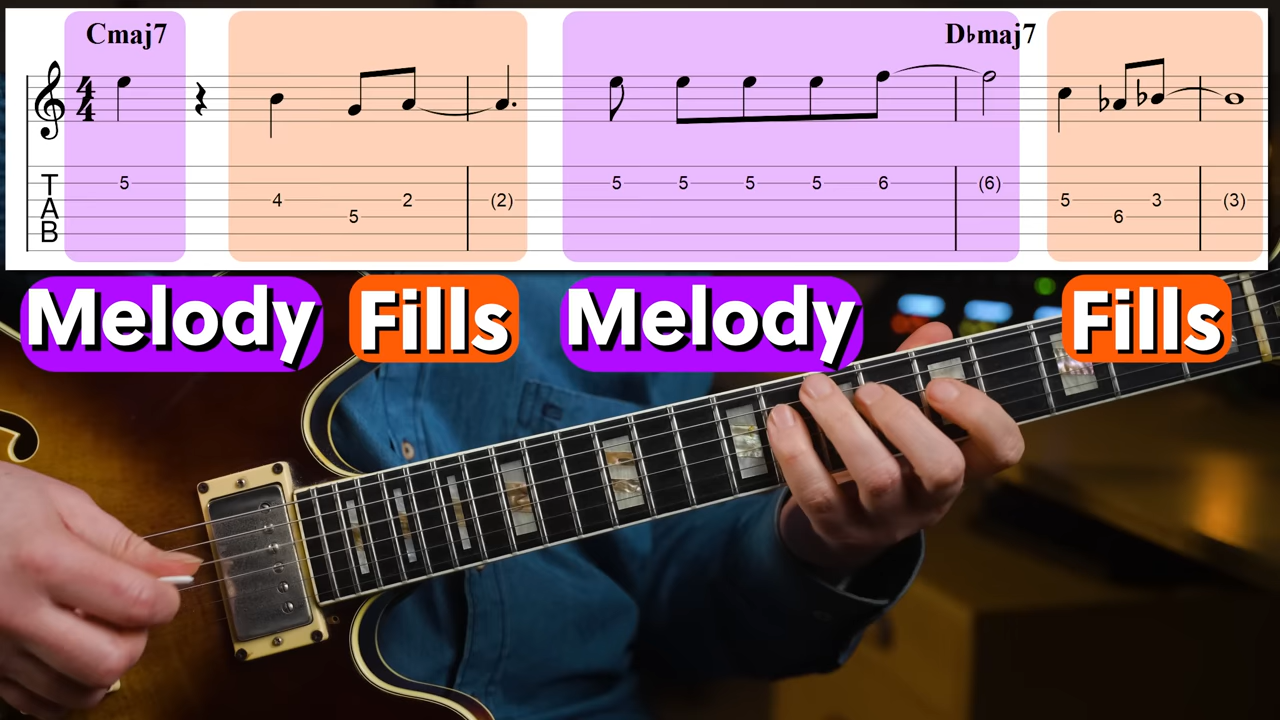 Cmaj7 D♭maj7
4
4
T 5 5 5 5 5 6 (6)
A 4 5 2 (2) 5 6 3 (3)
B
Melody Fills Melody Fills